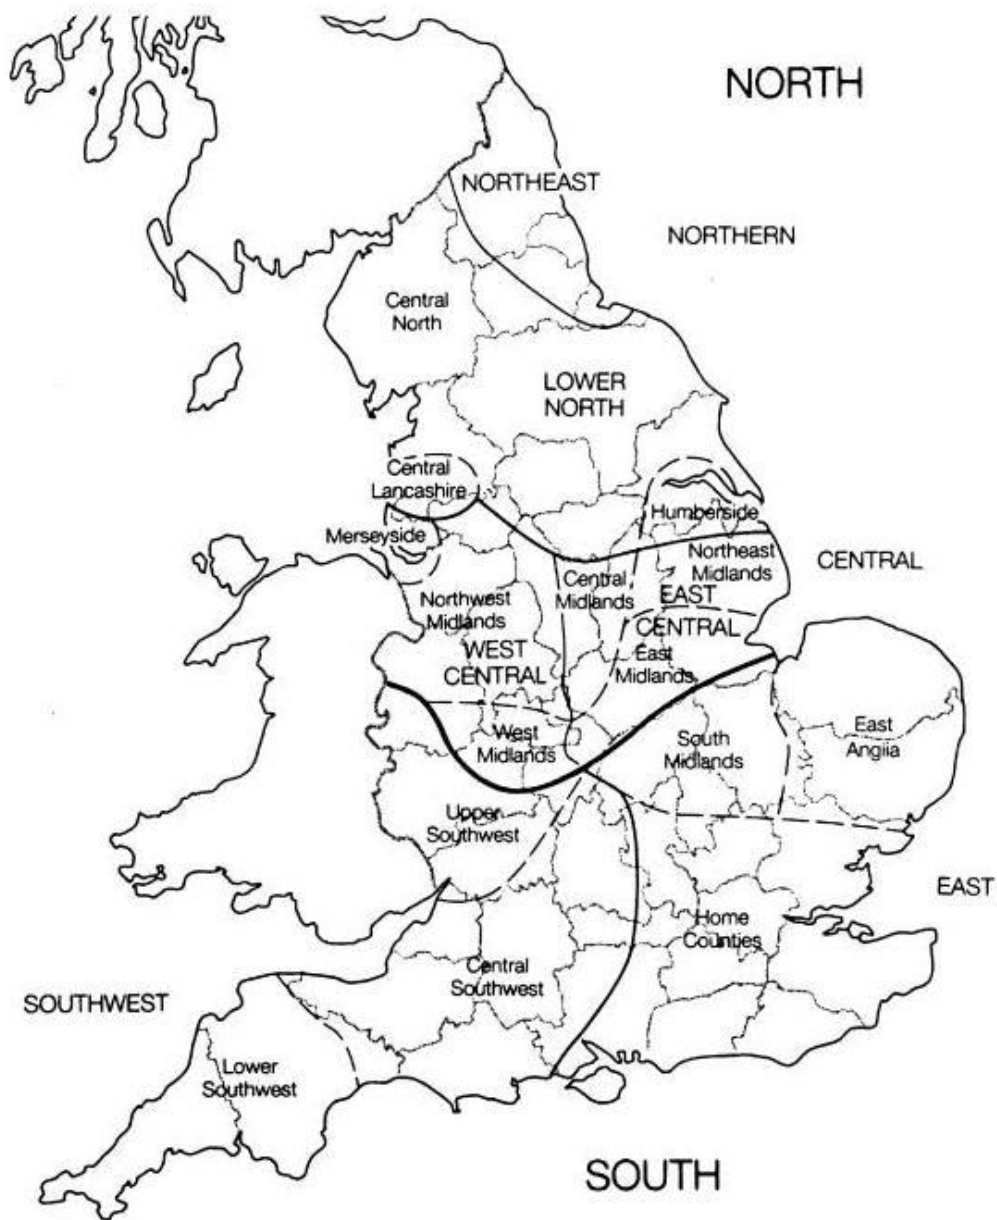 NORTH
NORTHEAST
NORTHERN
Central
North
LOWER
NORTH
Central
Lancashire
Humberside
Merseyside
Northeast
Midlands
CENTRAL
Central
Midlands
EAST
CENTRAL
Northwest
Midlands
WEST
CENTRAL
East
Midlands
West
Midlands
South
Midlands
East
Angiia
Upper
Southwest
EAST
Home
Counties
Central
Southwest
SOUTHWEST
Lower
Southwest
SOUTH